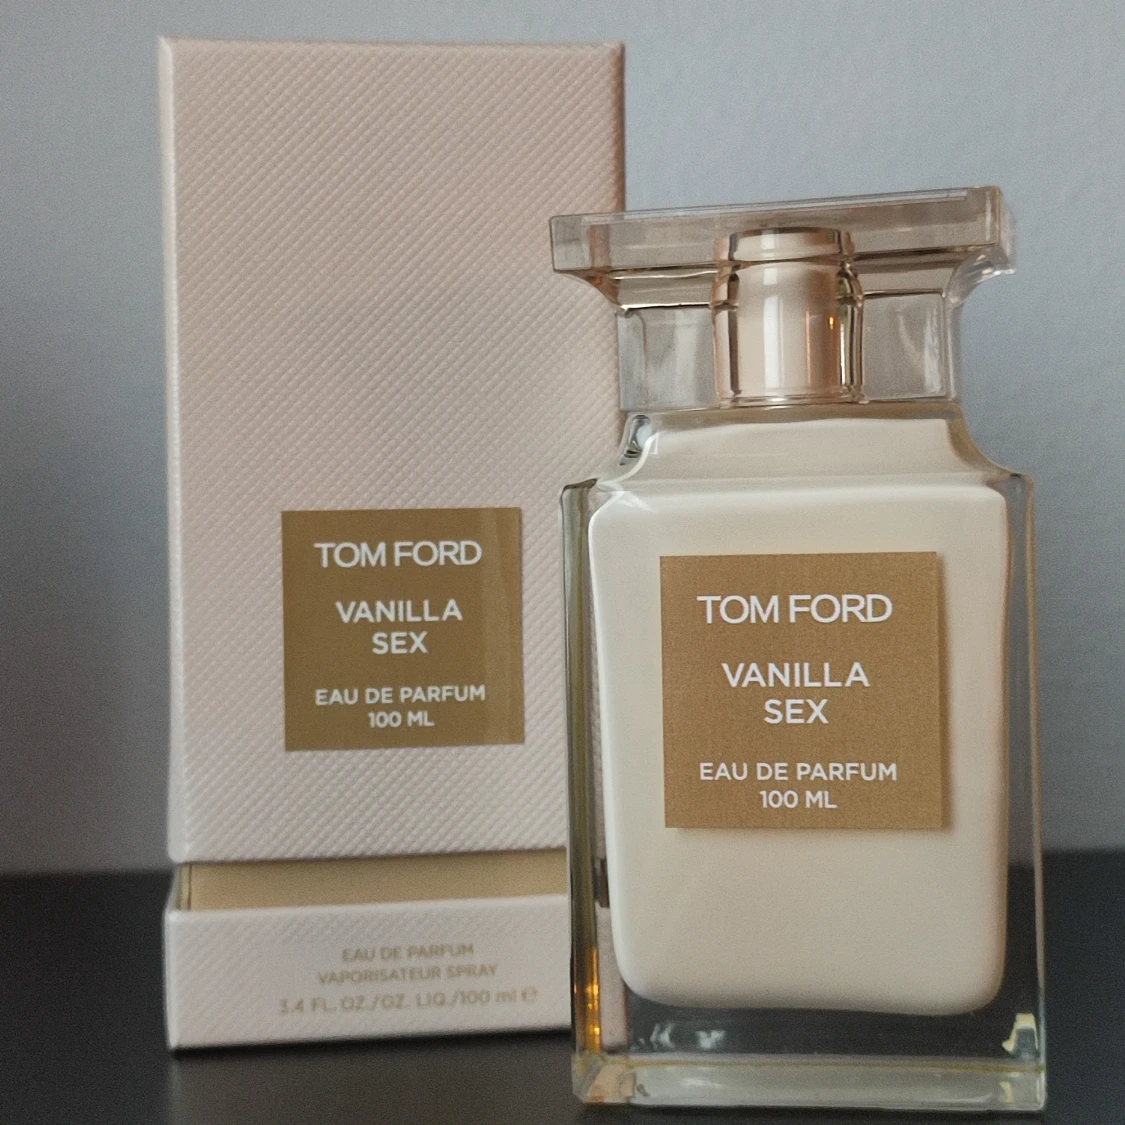 TOM FORD
VANILLA
SEX
EAU DE PARFUM
100 ML
EAU DE PARFUM
VAPORISATEUR SPRAY
3.4 FL. OZ./OZ. LIQ./100 ml ℮
TOM FORD
VANILLA
SEX
EAU DE PARFUM
100 ML